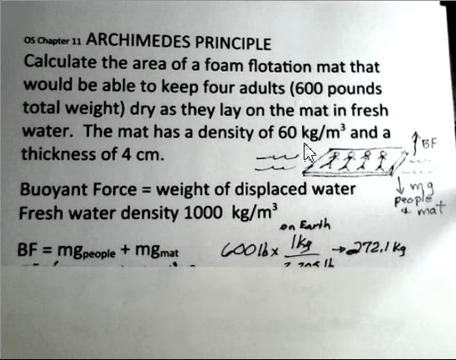 OS Chapter 11 ARCHIMEDES PRINCIPLE
Calculate the area of a foam flotation mat that
would be able to keep four adults (600 pounds
total weight) dry as they lay on the mat in fresh
water. The mat has a density of 60 kg/m³ and a
thickness of 4 cm.
BF
mg
people
+ mat
Buoyant Force = weight of displaced water
Fresh water density 1000 kg/m³
on Earth
BF = mgpeople + mgmat 600 lb x 1kg → 272.1 Kg
2.205 lb